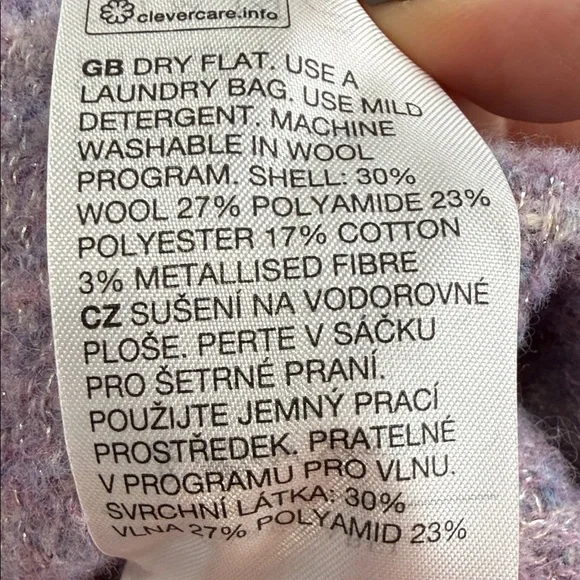 clevercare.info
GB DRY FLAT. USE A
LAUNDRY BAG. USE MILD
DETERGENT. MACHINE
WASHABLE IN WOOL
PROGRAM. SHELL: 30%
WOOL 27% POLYAMIDE 23%
POLYESTER 17% COTTON
3% METALLISED FIBRE
CZ SUŠENÍ NA VODOROVNÉ
PLOŠE. PERTE V SÁČKU
PRO ŠETRNÉ PRANÍ.
POUŽIJTE JEMNÝ PRACÍ
PROSTŘEDEK. PRATELNÉ
V PROGRAMU PRO VLNU.
SVRCHNÍ LÁTKA: 30%
VLNA 27% POLYAMID 23%